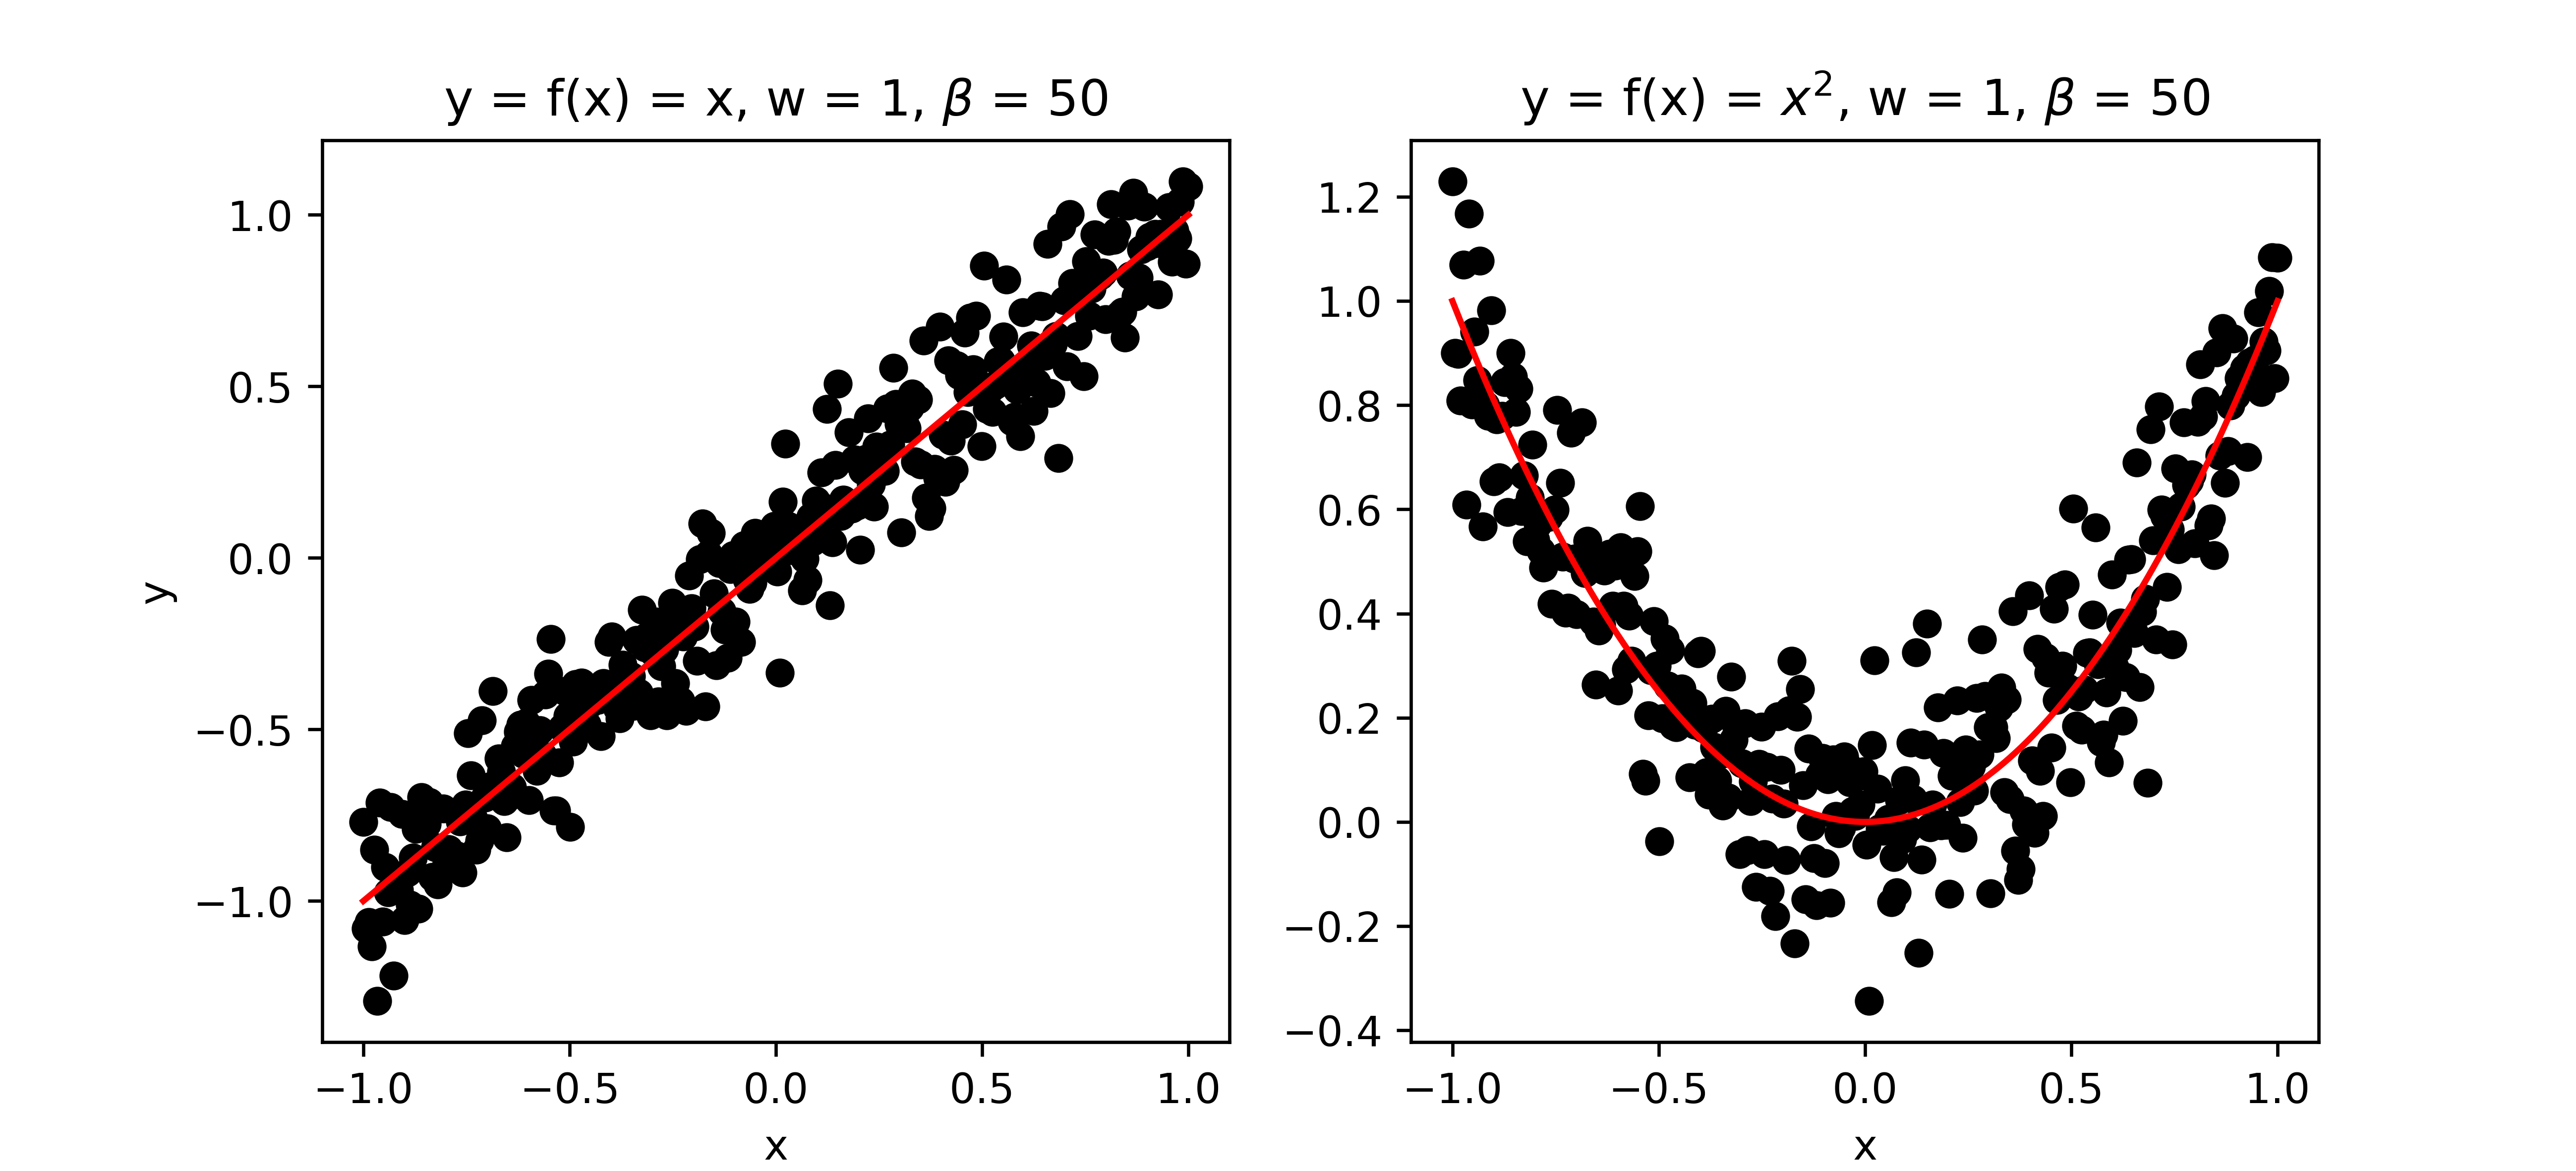 y = f(x) = x, w = 1, β = 50
1.0
0.5
0.0
−0.5
−1.0
y
−1.0 −0.5 0.0 0.5 1.0
x
y = f(x) = x², w = 1, β = 50
1.2
1.0
0.8
0.6
0.4
0.2
0.0
−0.2
−0.4
−1.0 −0.5 0.0 0.5 1.0
x